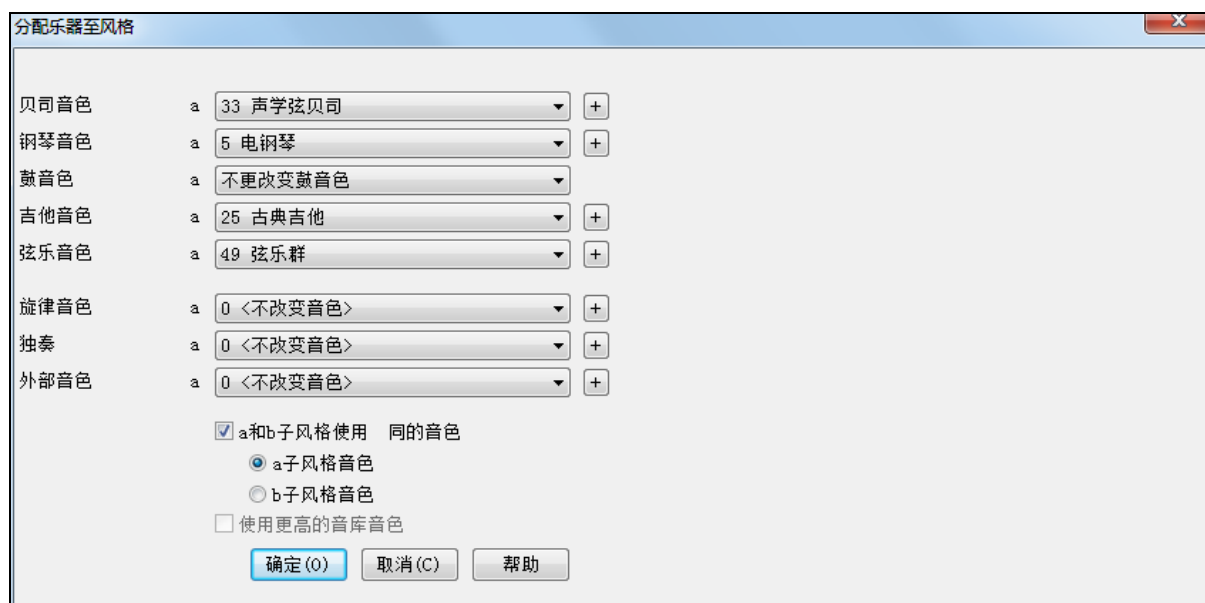 分配乐器至风格
贝司音色 a 33 声学弦贝司 +
钢琴音色 a 5 电钢琴 +
鼓音色 a 不更改变鼓音色
吉他音色 a 25 古典吉他 +
弦乐音色 a 49 弦乐群 +
旋律音色 a 0 <不改变音色> +
独奏 a 0 <不改变音色> +
外部音色 a 0 <不改变音色> +
a和b子风格使用 同的音色
a子风格音色
b子风格音色
使用更高的音库音色
确定(O) 取消(C) 帮助